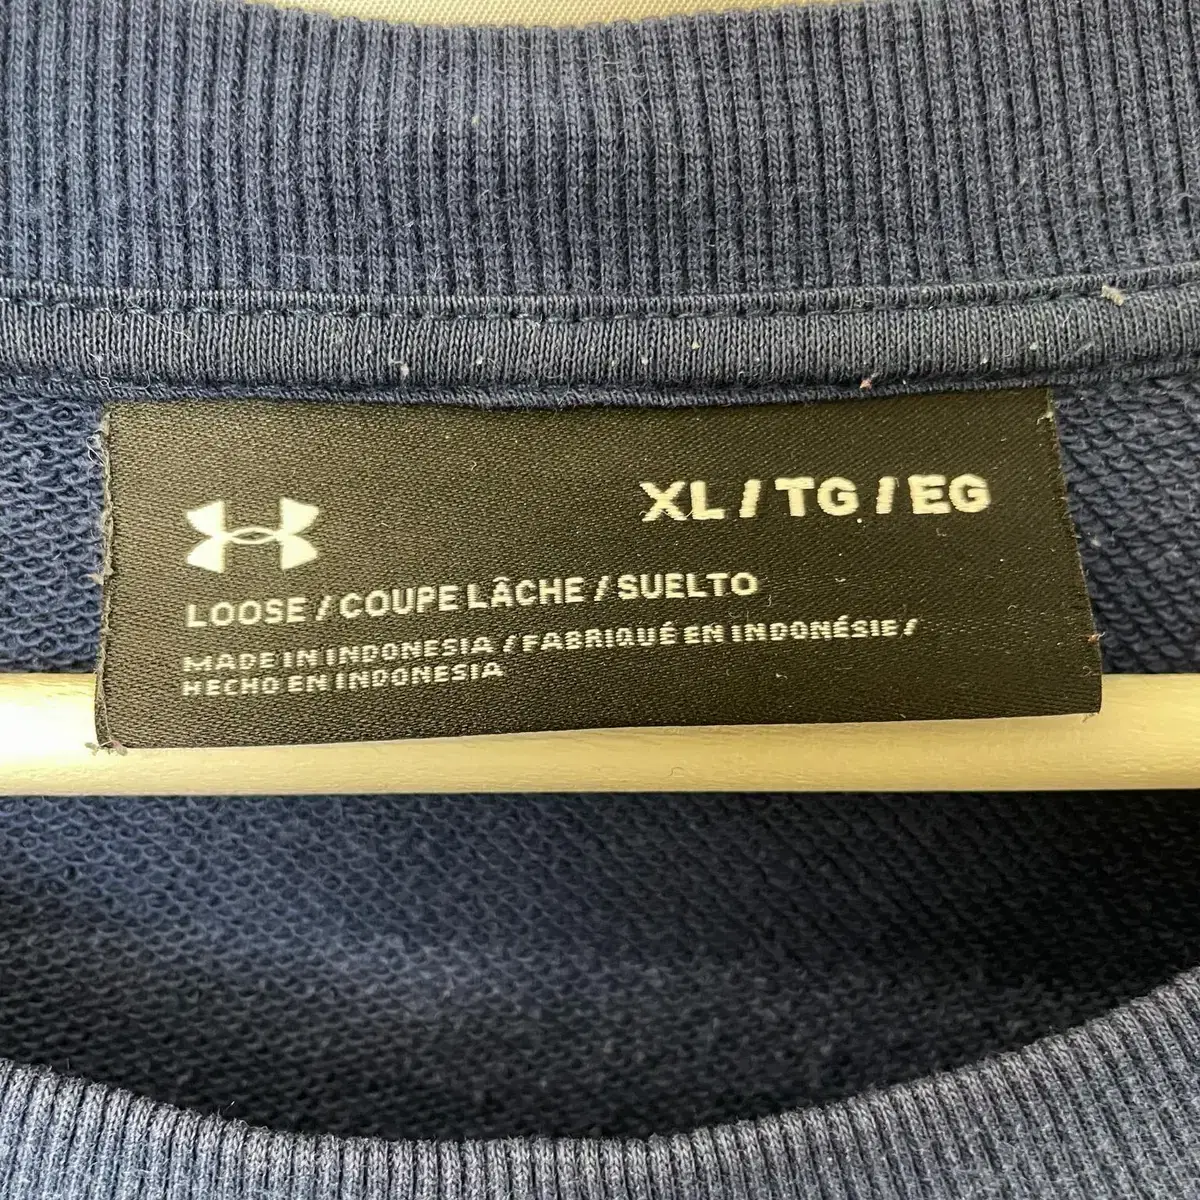 XL / TG / EG
LOOSE / COUPE LÂCHE / SUELTO
MADE IN INDONESIA / FABRIQUÉ EN INDONÉSIE /
HECHO EN INDONESIA